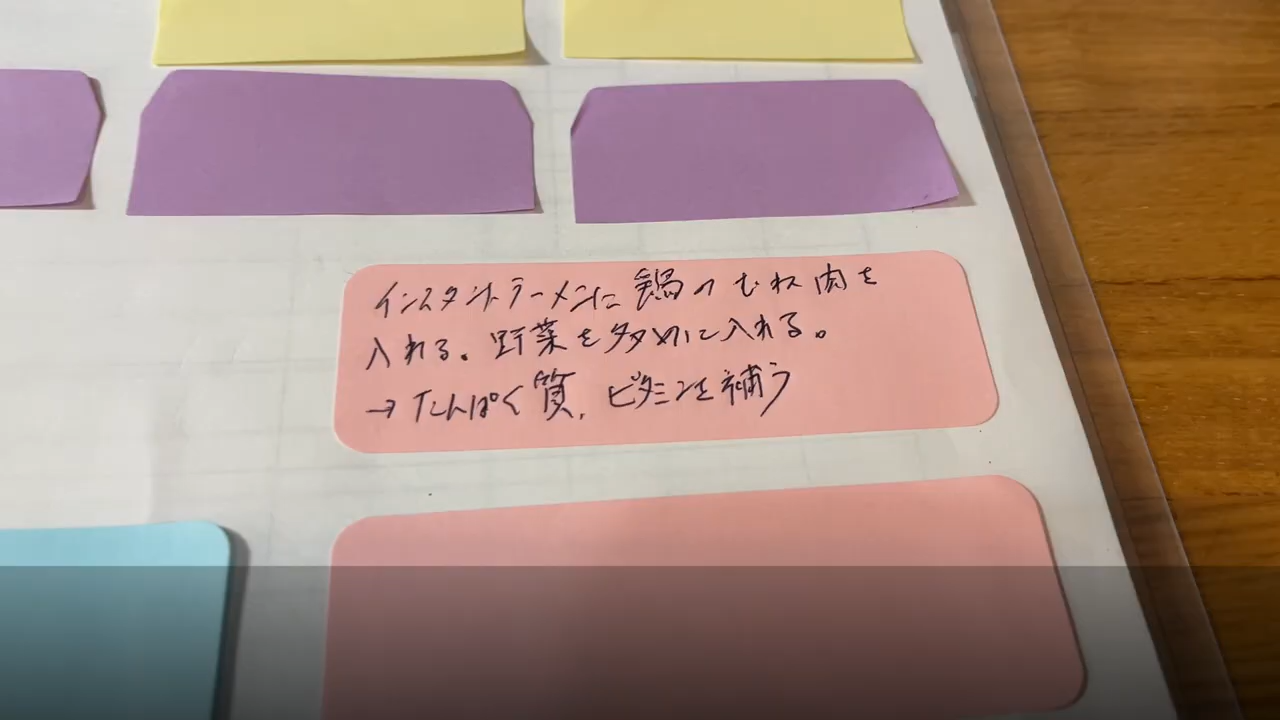 インスタントラーメンに鶏のむね肉を
入れる。野菜を多めに入れる。
→たんぱく質、ビタミンを補う